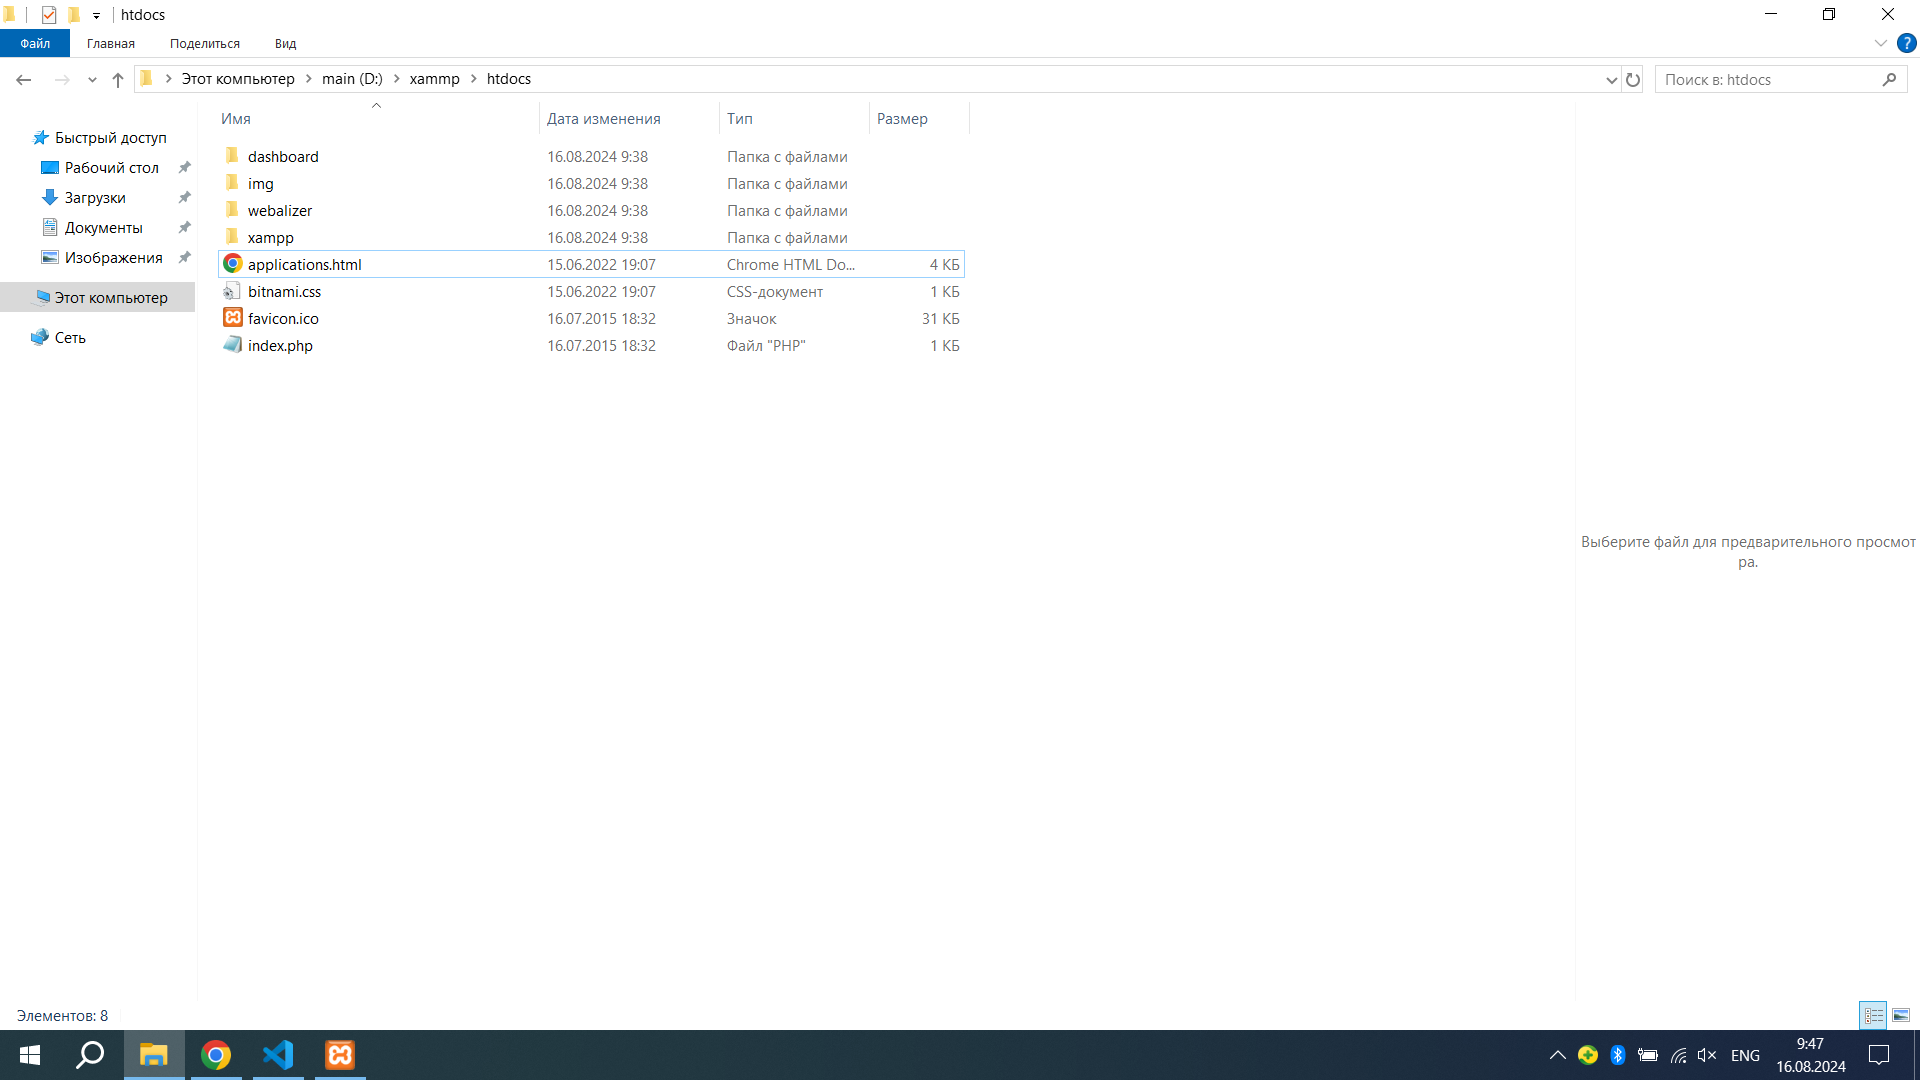 htdocs
Файл Главная Поделиться Вид
Этот компьютер main (D:) xammp htdocs
Поиск в: htdocs
Имя Дата изменения Тип Размер
Быстрый доступ
Рабочий стол
Загрузки
Документы
Изображения
Этот компьютер
Сеть
dashboard 16.08.2024 9:38 Папка с файлами
img 16.08.2024 9:38 Папка с файлами
webalizer 16.08.2024 9:38 Папка с файлами
xampp 16.08.2024 9:38 Папка с файлами
applications.html 15.06.2022 19:07 Chrome HTML Do... 4 КБ
bitnami.css 15.06.2022 19:07 CSS-документ 1 КБ
favicon.ico 16.07.2015 18:32 Значок 31 КБ
index.php 16.07.2015 18:32 Файл "PHP" 1 КБ
Выберите файл для предварительного просмот
ра.
Элементов: 8
ENG
9:47
16.08.2024